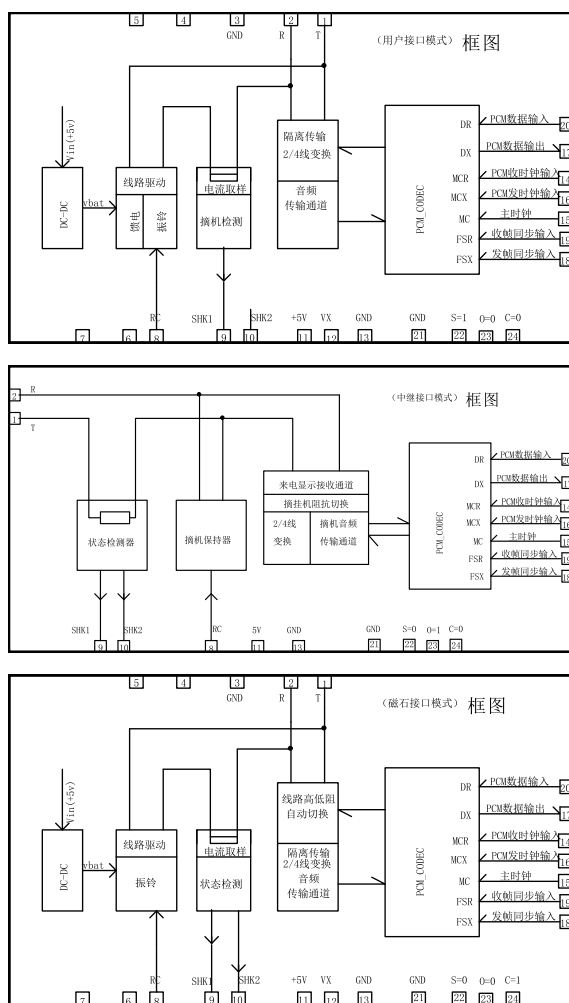 5 4 3 2 1
GND R T
(用户接口模式) 框图
Vin(+5v)
DC-DC
vbat
线路驱动
馈电
振铃
电流取样
摘机检测
隔离传输
2/4线变换
音频
传输通道
PCM_CODEC
DR PCM数据输入 20
DX PCM数据输出 17
MCR PCM收时钟输入 14
MCX PCM发时钟输入 16
MC 主时钟 15
FSR 收帧同步输入 19
FSX 发帧同步输入 18
RC SHK1 SHK2 +5V VX GND GND S=1 O=0 C=0
7 6 8 9 10 11 12 13 21 22 23 24
(中继接口模式) 框图
2 R
1 T
状态检测器
摘机保持器
来电显示接收通道
摘挂机阻抗切换
2/4线
变换
摘机音频
传输通道
PCM_CODEC
DR PCM数据输入 20
DX PCM数据输出 17
MCR PCM收时钟输入 14
MCX PCM发时钟输入 16
MC 主时钟 15
FSR 收帧同步输入 19
FSX 发帧同步输入 18
SHK1 SHK2 RC 5V GND GND S=0 O=1 C=0
9 10 8 11 13 21 22 23 24
5 4 3 2 1
GND R T
(磁石接口模式) 框图
Vin(+5v)
DC-DC
vbat
线路驱动
振铃
电流取样
状态检测
线路高低阻
自动切换
隔离传输
2/4线变换
音频
传输通道
PCM_CODEC
DR PCM数据输入 20
DX PCM数据输出 17
MCR PCM收时钟输入 14
MCX PCM发时钟输入 16
MC 主时钟 15
FSR 收帧同步输入 19
FSX 发帧同步输入 18
RC SHK1 SHK2 +5V VX GND GND S=0 O=0 C=1
7 6 8 9 10 11 12 13 21 22 23 24